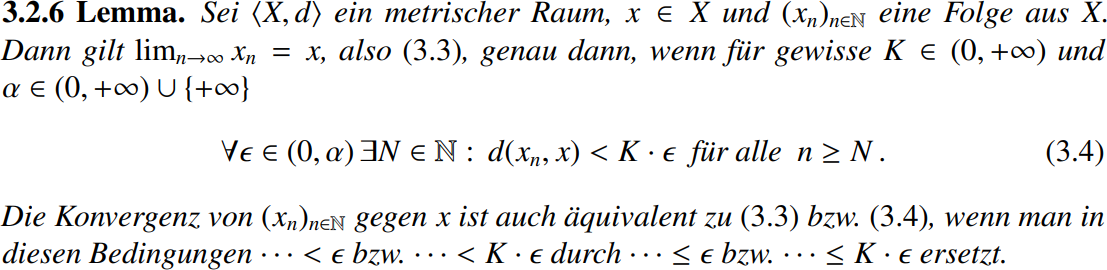 3.2.6 Lemma. Sei ⟨X, d⟩ ein metrischer Raum, x ∈ X und (xₙ)ₙ∈ℕ eine Folge aus X.
Dann gilt limₙ→∞ xₙ = x, also (3.3), genau dann, wenn für gewisse K ∈ (0, +∞) und
α ∈ (0, +∞) ∪ {+∞}
∀ϵ ∈ (0, α) ∃N ∈ ℕ : d(xₙ, x) < K · ϵ für alle n ≥ N . (3.4)
Die Konvergenz von (xₙ)ₙ∈ℕ gegen x ist auch äquivalent zu (3.3) bzw. (3.4), wenn man in
diesen Bedingungen · · · < ϵ bzw. · · · < K · ϵ durch · · · ≤ ϵ bzw. · · · ≤ K · ϵ ersetzt.